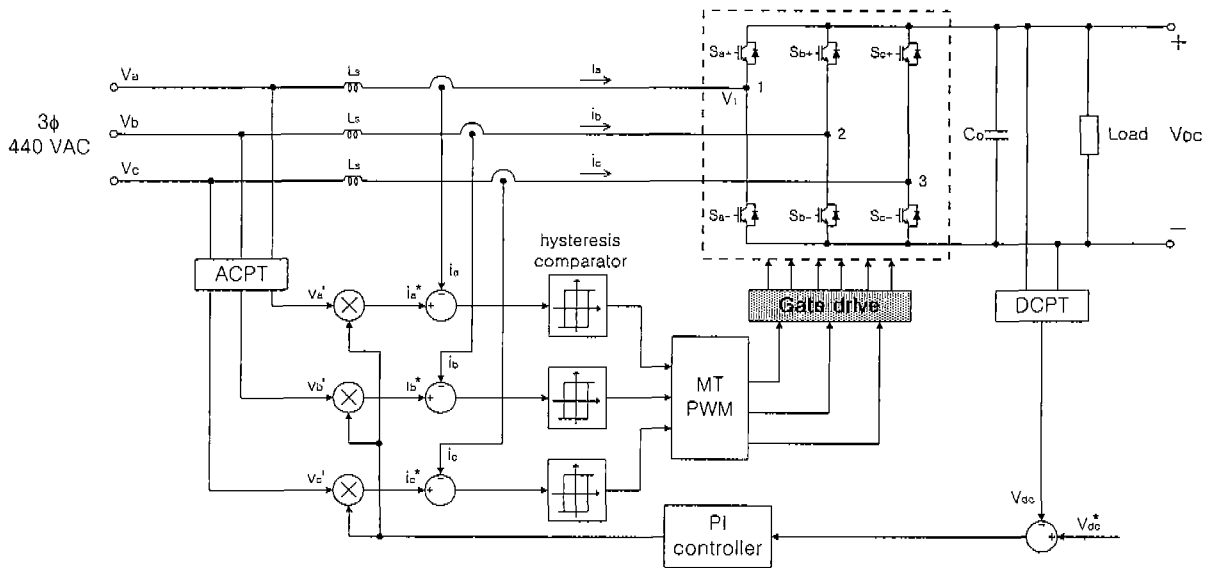 Va
Ls
Ia
Sa+
Sb+
Sc+
1
V1
+
3ϕ
440 VAC
Vb
Ls
ib
2
Co
Load
VDC
Vc
Ls
ic
3
Sa-
Sb-
Sc-
−
ACPT
hysteresis
comparator
Gate drive
DCPT
ia
Va'
ia*
−
+
ib
Vb'
ib*
−
+
MT
PWM
ic
Vc'
ic*
−
+
Vdc
PI
controller
−
+
Vdc*